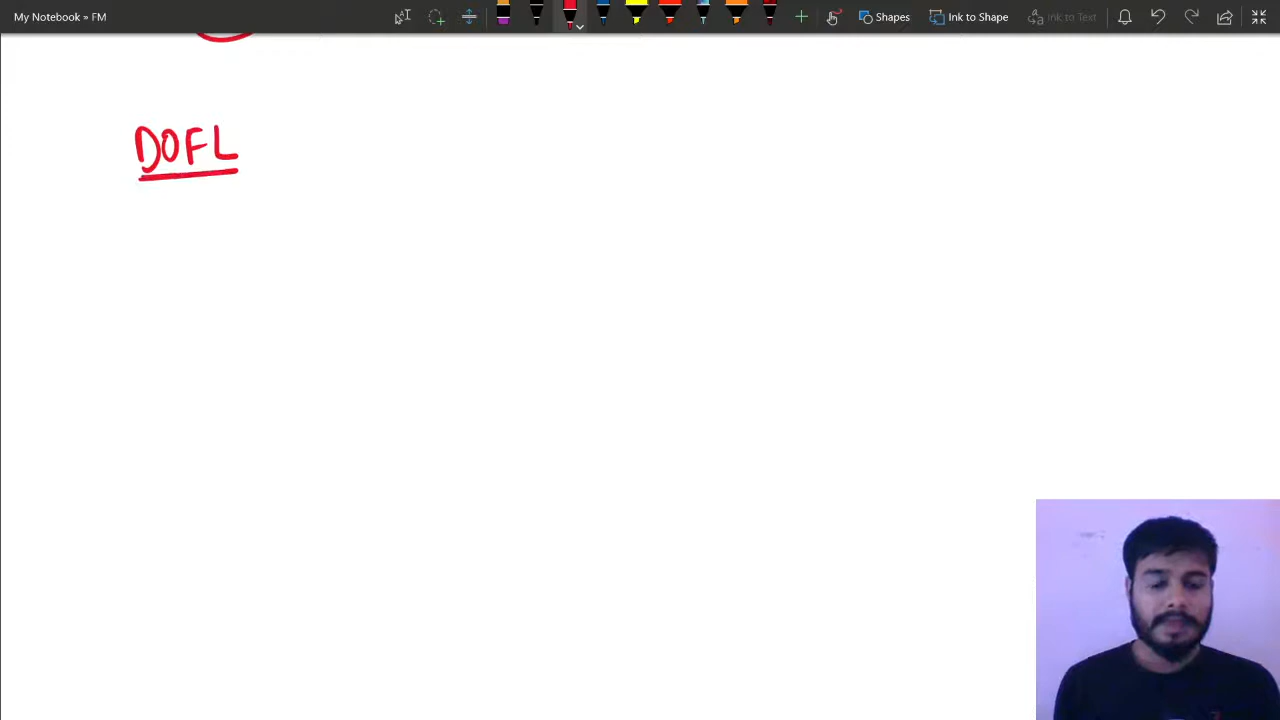 My Notebook » FM
Shapes
Ink to Shape
Ink to Text
DOFL